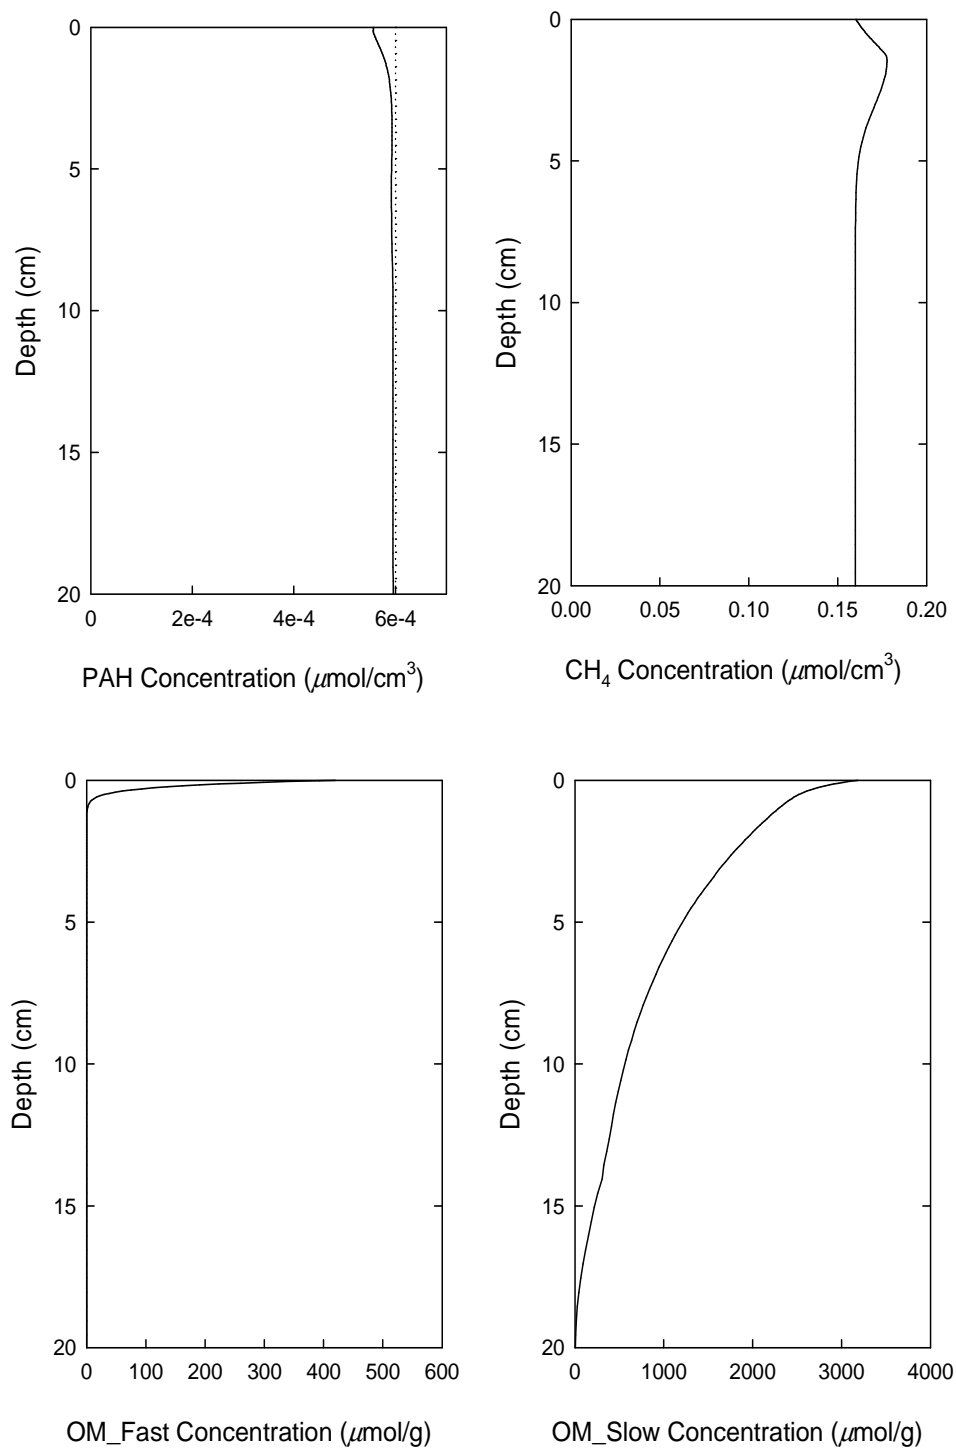 0
5
10
15
20
Depth (cm)
0 2e-4 4e-4 6e-4
PAH Concentration (μmol/cm³)
0
5
10
15
20
Depth (cm)
0.00 0.05 0.10 0.15 0.20
CH₄ Concentration (μmol/cm³)
0
5
10
15
20
Depth (cm)
0 100 200 300 400 500 600
OM_Fast Concentration (μmol/g)
0
5
10
15
20
Depth (cm)
0 1000 2000 3000 4000
OM_Slow Concentration (μmol/g)